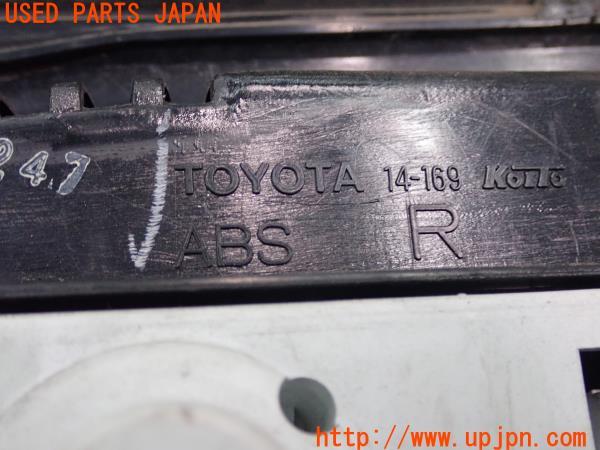 USED PARTS JAPAN
247
TOYOTA 14-169 Koito
ABS R
http://www.upjpn.com/